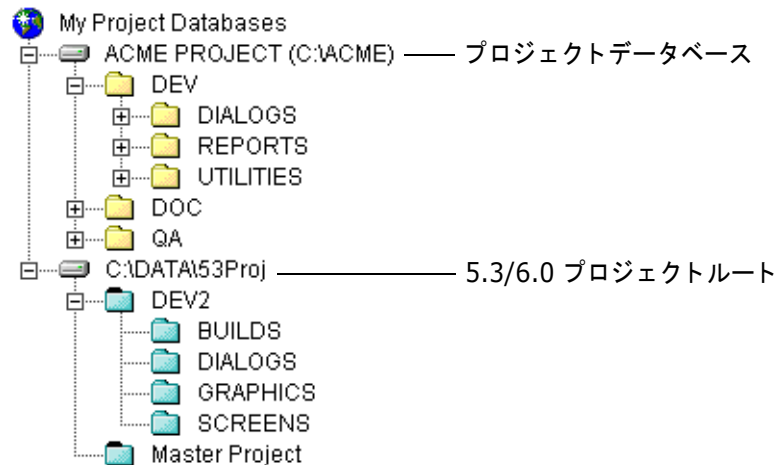 My Project Databases
ACME PROJECT (C:\ACME) プロジェクトデータベース
DEV
DIALOGS
REPORTS
UTILITIES
DOC
QA
C:\DATA\53Proj 5.3/6.0 プロジェクトルート
DEV2
BUILDS
DIALOGS
GRAPHICS
SCREENS
Master Project